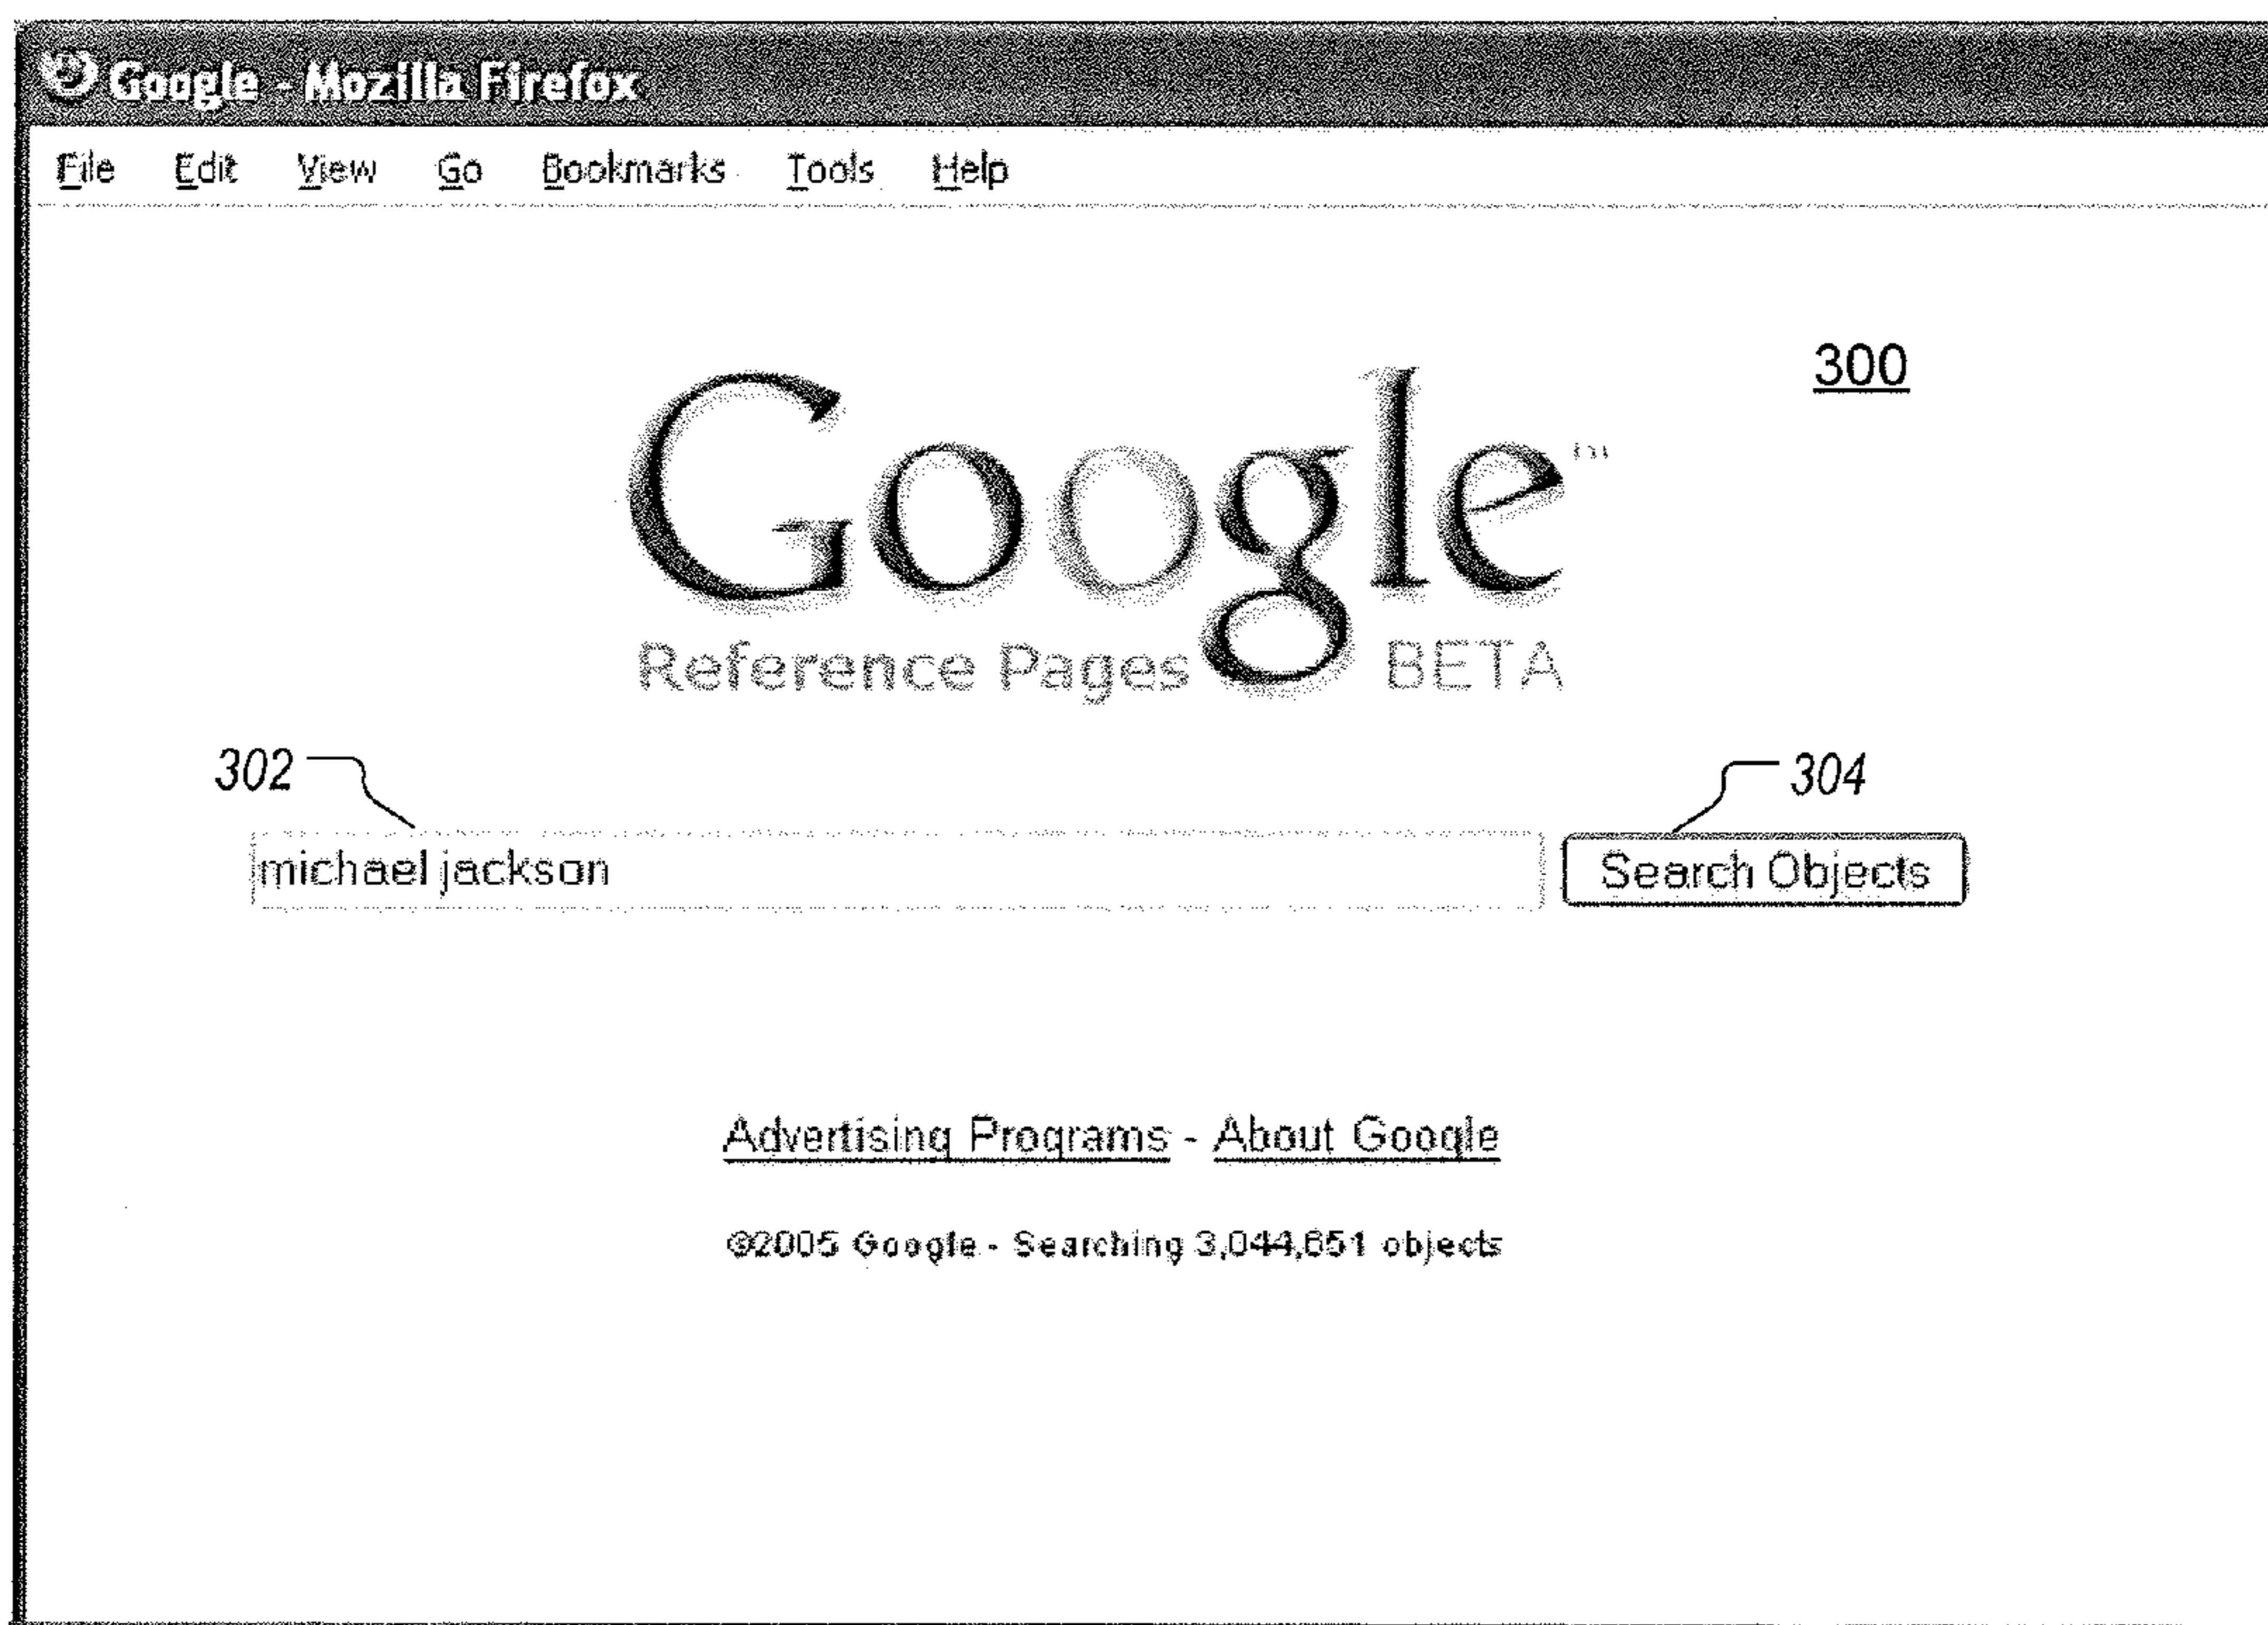 Google - Mozilla Firefox
File Edit View Go Bookmarks Tools Help
300
Google™
Reference Pages BETA
302 304
michael jackson Search Objects
Advertising Programs - About Google
©2005 Google - Searching 3,044,651 objects